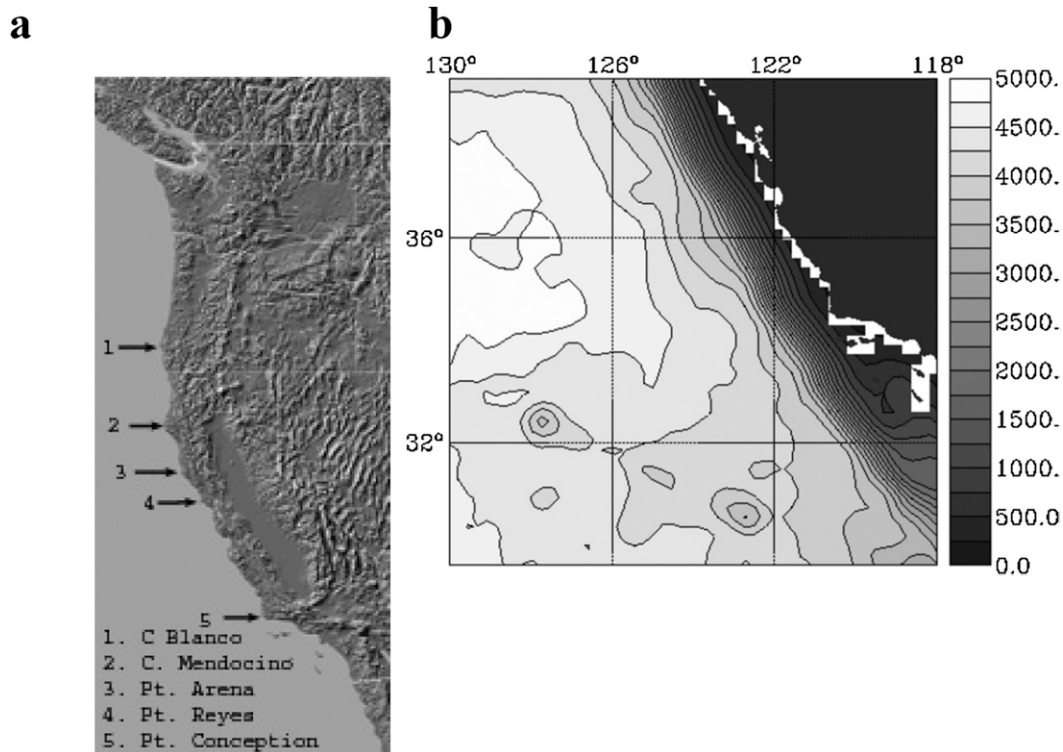 a
1
2
3
4
5
1. C Blanco
2. C. Mendocino
3. Pt. Arena
4. Pt. Reyes
5. Pt. Conception
b
130° 126° 122° 118°
36°
32°
5000.
4500.
4000.
3500.
3000.
2500.
2000.
1500.
1000.
500.0
0.0